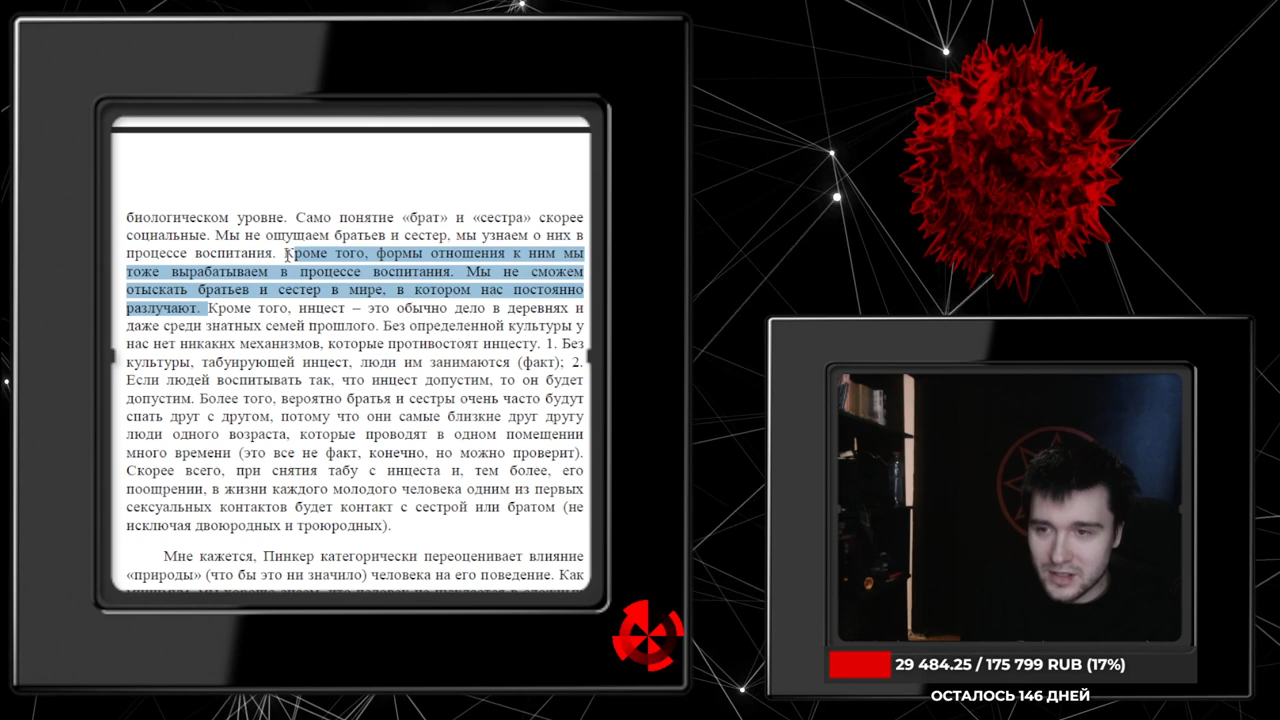 биологическом уровне. Само понятие «брат» и «сестра» скорее
социальные. Мы не ощущаем братьев и сестер, мы узнаем о них в
процессе воспитания. Кроме того, формы отношения к ним мы
тоже вырабатываем в процессе воспитания. Мы не сможем
отыскать братьев и сестер в мире, в котором нас постоянно
разлучают. Кроме того, инцест – это обычно дело в деревнях и
даже среди знатных семей прошлого. Без определенной культуры у
нас нет никаких механизмов, которые противостоят инцесту. 1. Без
культуры, табуирующей инцест, люди им занимаются (факт); 2.
Если людей воспитывать так, что инцест допустим, то он будет
допустим. Более того, вероятно братья и сестры очень часто будут
спать друг с другом, потому что они самые близкие друг другу
люди одного возраста, которые проводят в одном помещении
много времени (это все не факт, конечно, но можно проверит).
Скорее всего, при снятия табу с инцеста и, тем более, его
поощрении, в жизни каждого молодого человека одним из первых
сексуальных контактов будет контакт с сестрой или братом (не
исключая двоюродных и троюродных).
Мне кажется, Пинкер категорически переоценивает влияние
«природы» (что бы это ни значило) человека на его поведение. Как
29 484.25 / 175 799 RUB (17%)
ОСТАЛОСЬ 146 ДНЕЙ